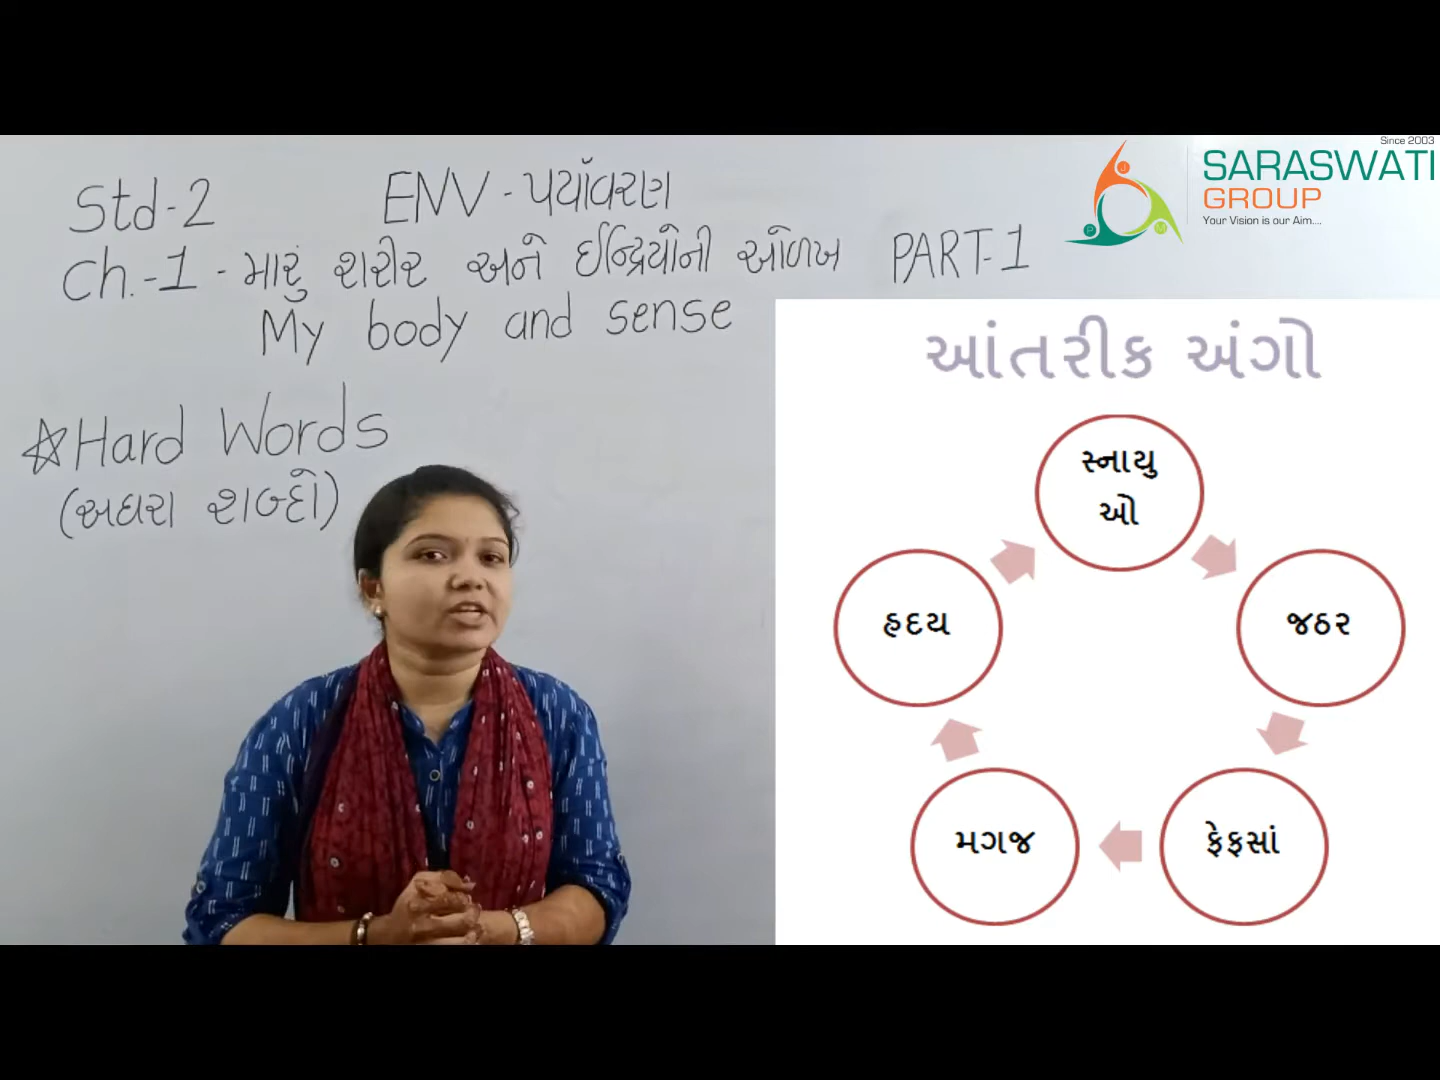 Since 2003
SARASWATI
GROUP
Your Vision is our Aim....
J
P
M
Std-2
ENV - પર્યાવરણ
Ch.-1 - મારું શરીર અને ઈન્દ્રિયોની ઓળખ PART-1
My body and sense
Hard Words
(અઘરા શબ્દો)
આંતરીક અંગો
સ્નાયુ
ઓ
હૃદય
જઠર
મગજ
ફેફસાં